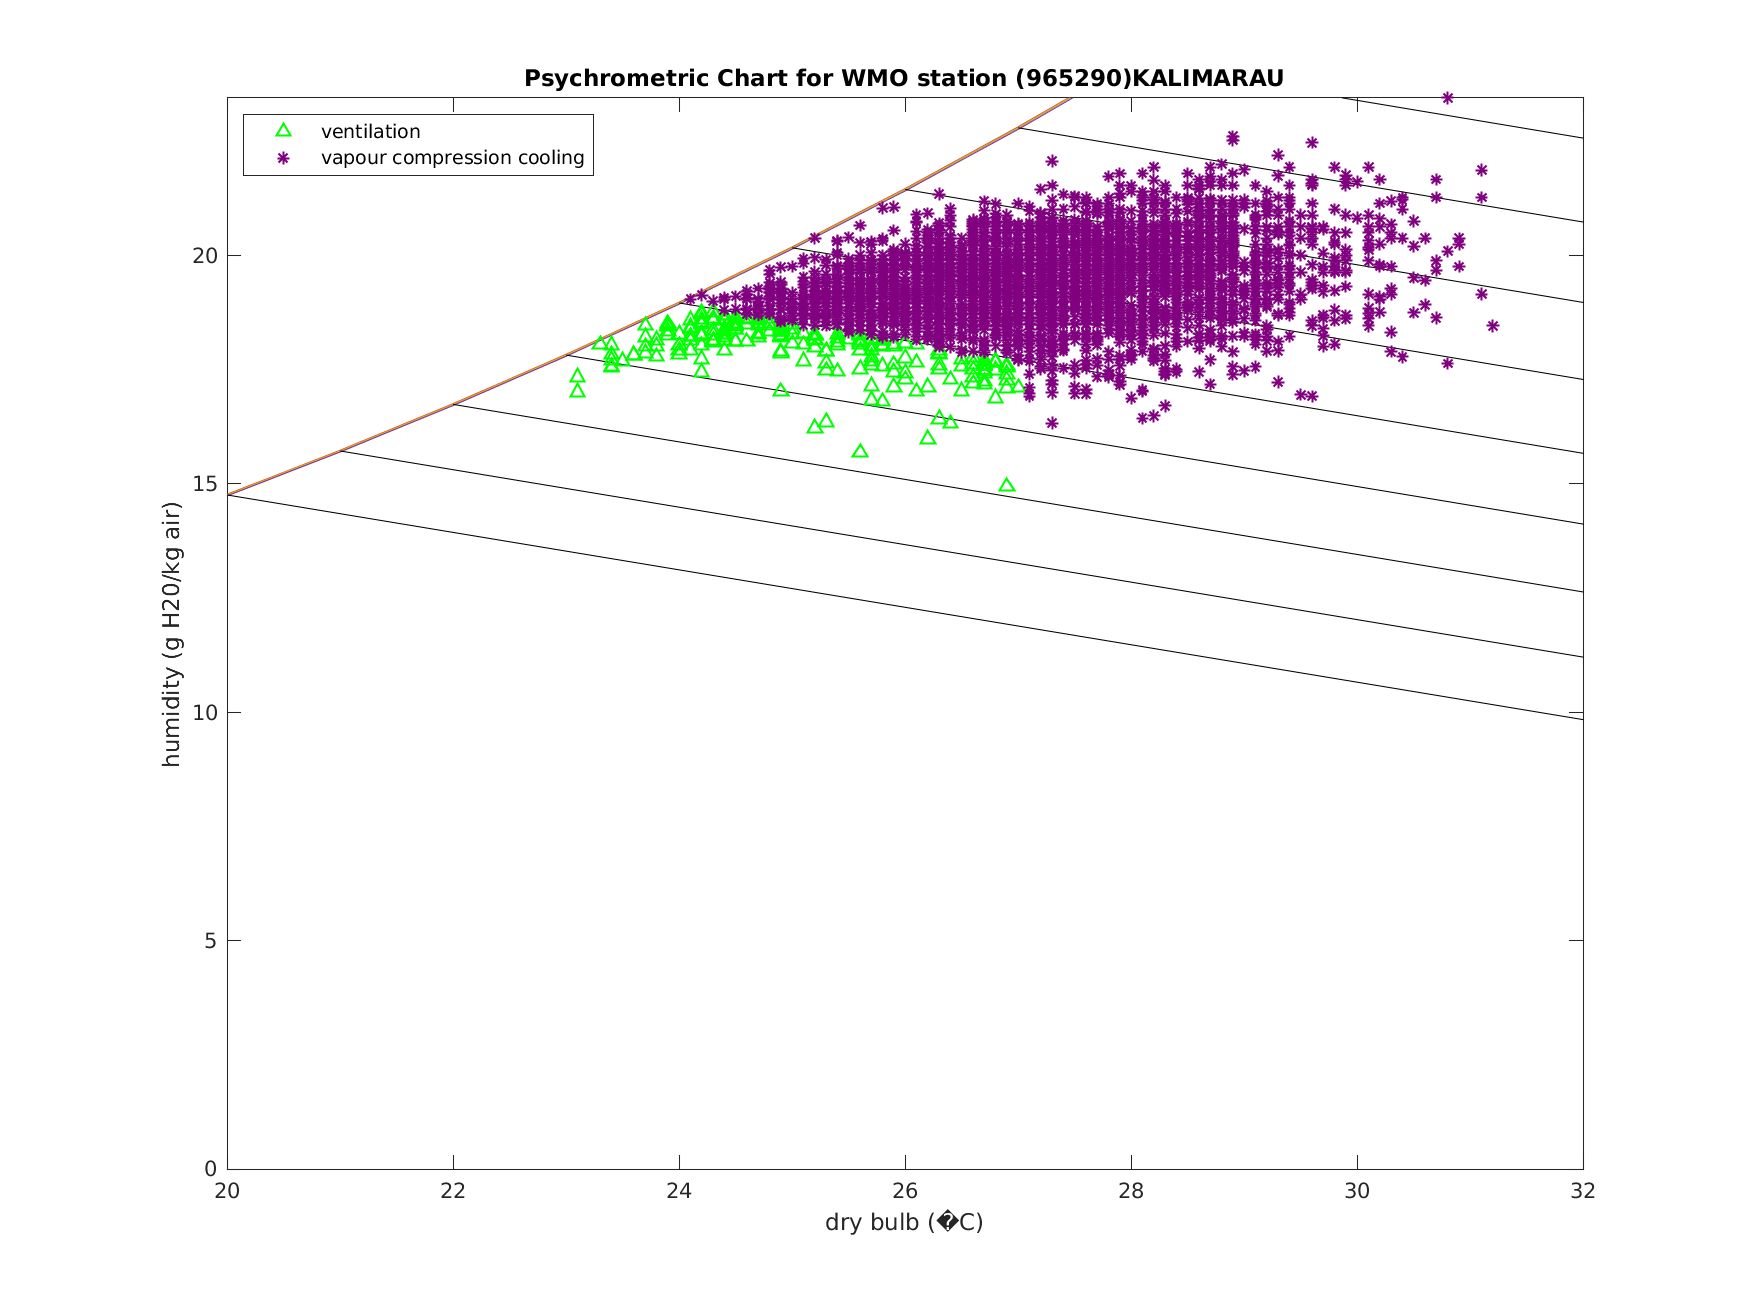 Psychrometric Chart for WMO station (965290)KALIMARAU
ventilation
vapour compression cooling
humidity (g H20/kg air)
20
15
10
5
0
20 22 24 26 28 30 32
dry bulb (�C)